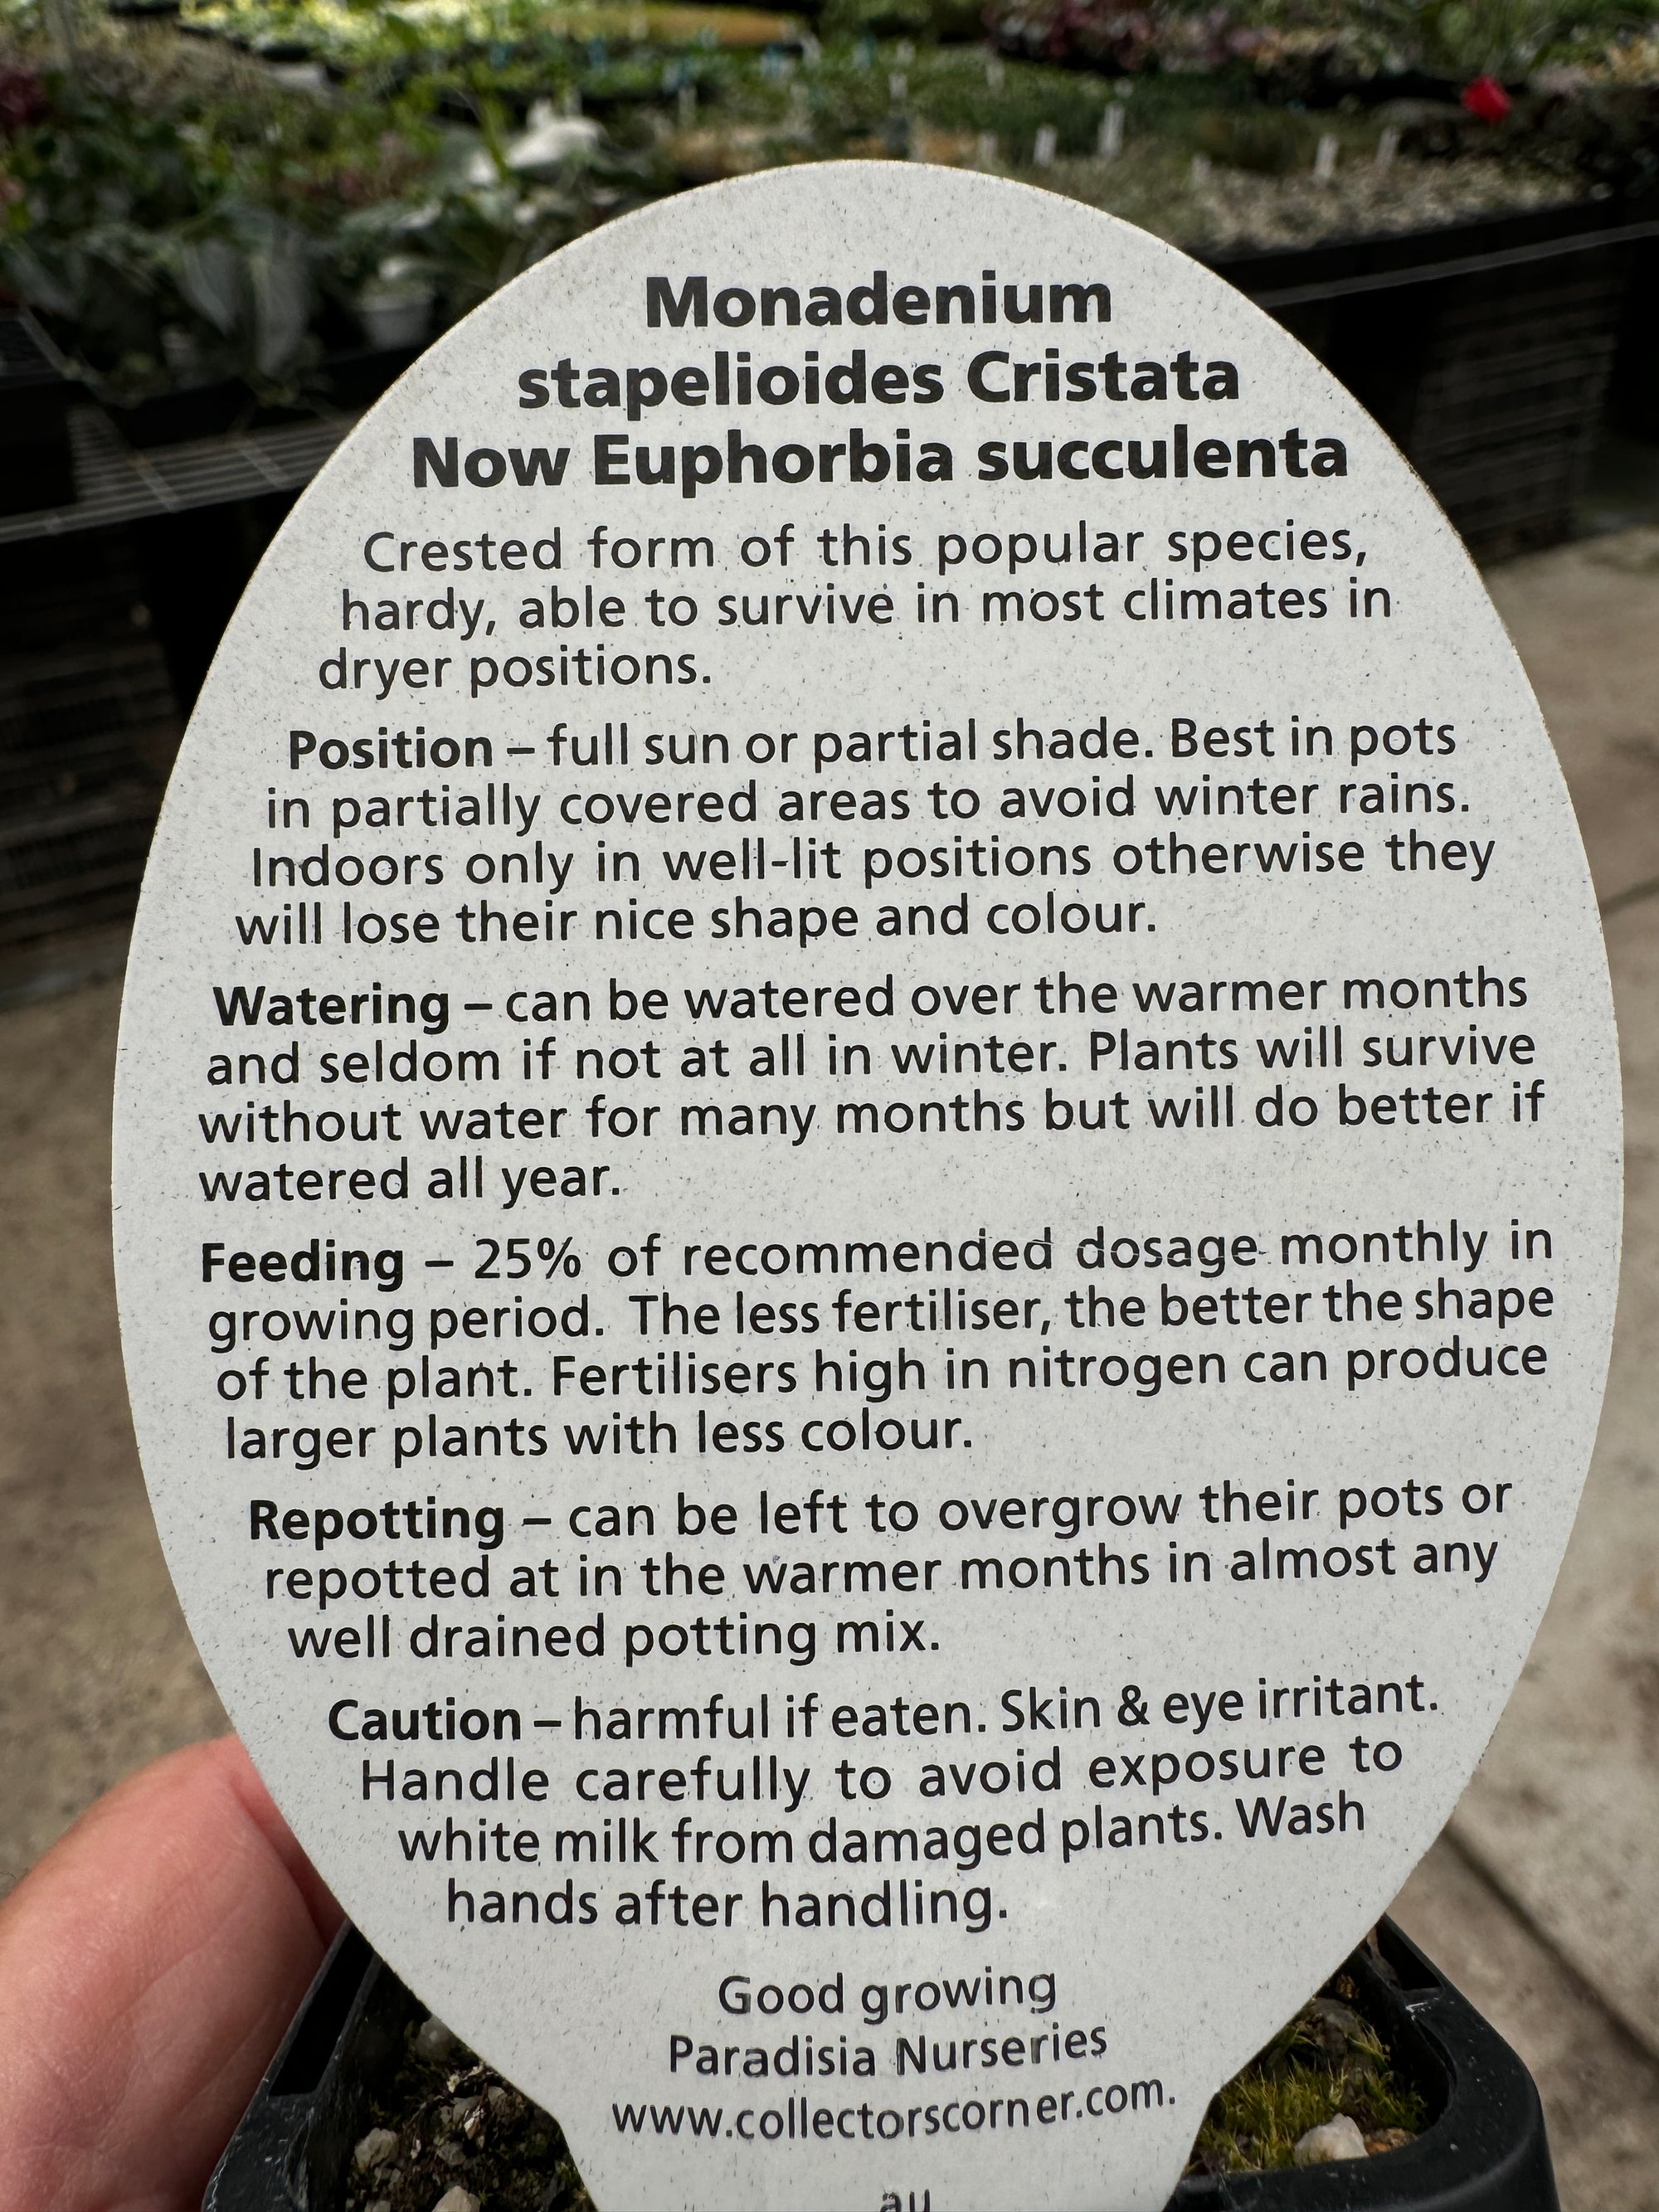 Monadenium
stapelioides Cristata
Now Euphorbia succulenta
Crested form of this popular species,
hardy, able to survive in most climates in
dryer positions.
Position – full sun or partial shade. Best in pots
in partially covered areas to avoid winter rains.
Indoors only in well-lit positions otherwise they
will lose their nice shape and colour.
Watering – can be watered over the warmer months
and seldom if not at all in winter. Plants will survive
without water for many months but will do better if
watered all year.
Feeding – 25% of recommended dosage monthly in
growing period. The less fertiliser, the better the shape
of the plant. Fertilisers high in nitrogen can produce
larger plants with less colour.
Repotting – can be left to overgrow their pots or
repotted at in the warmer months in almost any
well drained potting mix.
Caution – harmful if eaten. Skin & eye irritant.
Handle carefully to avoid exposure to
white milk from damaged plants. Wash
hands after handling.
Good growing
Paradisia Nurseries
www.collectorscorner.com.
au